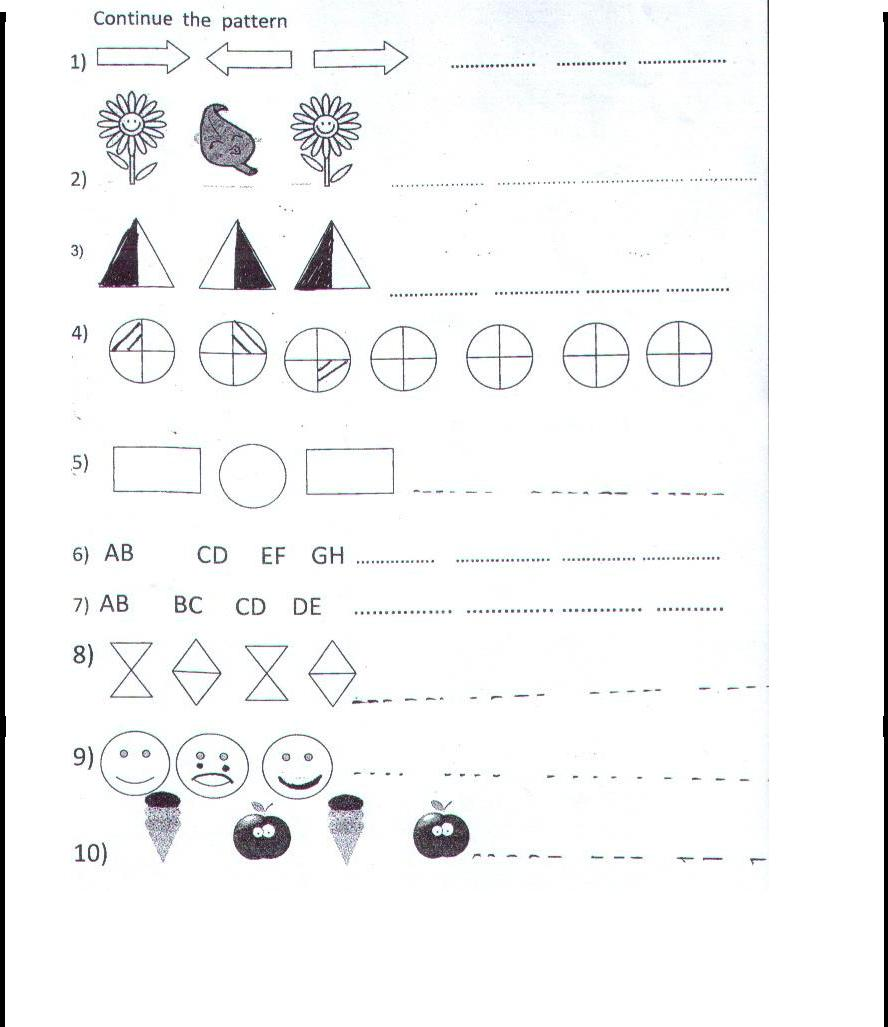 Continue the pattern
1)
2)
3)
4)
5)
6) AB CD EF GH
7) AB BC CD DE
8)
9)
10)